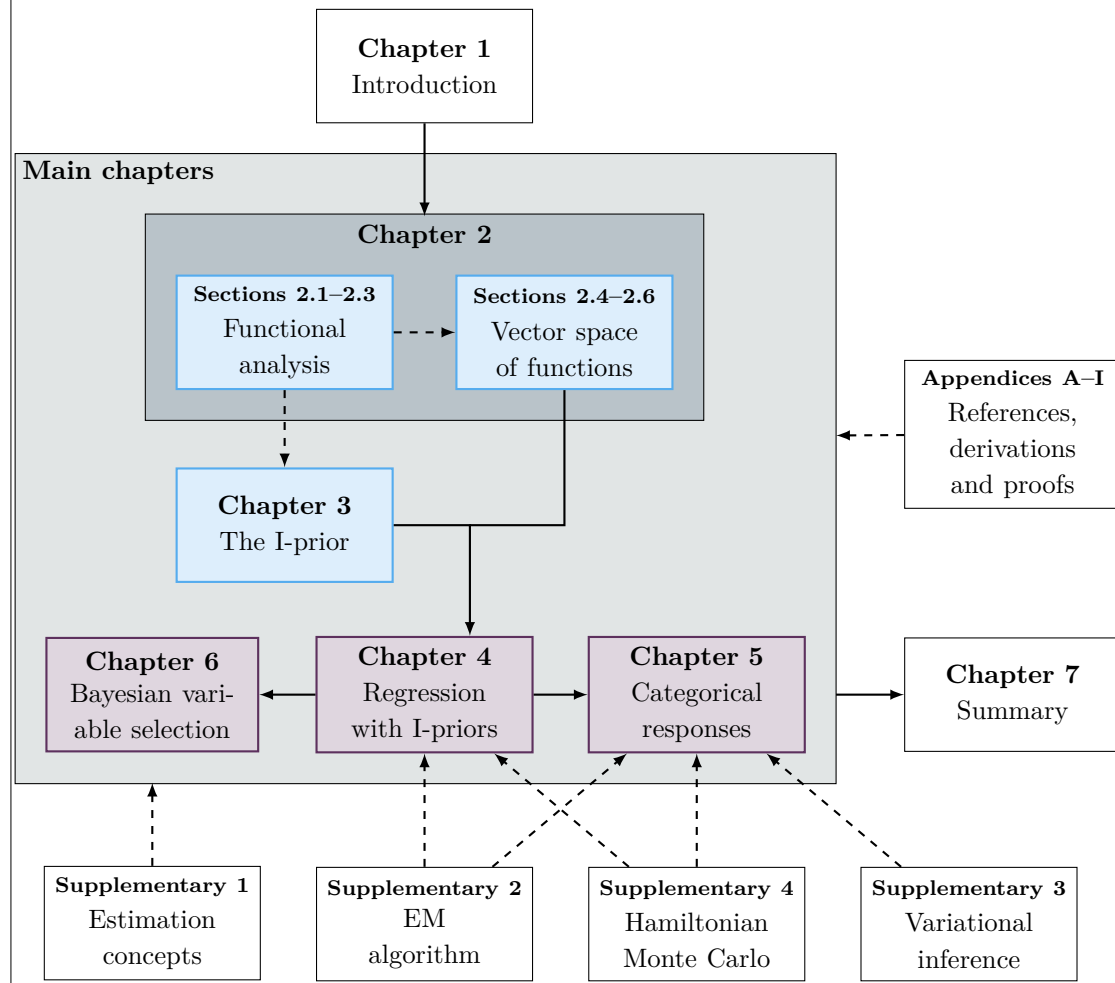 Chapter 1
Introduction
Main chapters
Chapter 2
Sections 2.1–2.3
Functional
analysis
Sections 2.4–2.6
Vector space
of functions
Appendices A–I
References,
derivations
and proofs
Chapter 3
The I-prior
Chapter 6
Bayesian vari-
able selection
Chapter 4
Regression
with I-priors
Chapter 5
Categorical
responses
Chapter 7
Summary
Supplementary 1
Estimation
concepts
Supplementary 2
EM
algorithm
Supplementary 4
Hamiltonian
Monte Carlo
Supplementary 3
Variational
inference